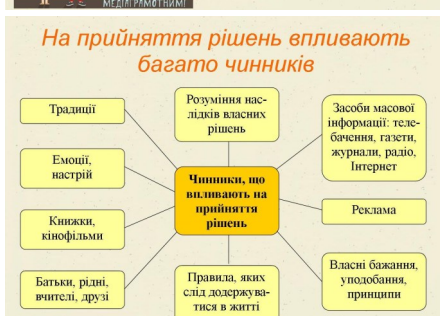 МЕДІАГРАМОТНИМ!
На прийняття рішень впливають
багато чинників
Традиції
Розуміння нас-
лідків власних
рішень
Засоби масової
інформації: теле-
бачення, газети,
журнали, радіо,
Інтернет
Емоції,
настрій
Чинники, що
впливають на
прийняття
рішень
Реклама
Книжки,
кінофільми
Батьки, рідні,
вчителі, друзі
Правила, яких
слід додержува-
тися в житті
Власні бажання,
уподобання,
принципи